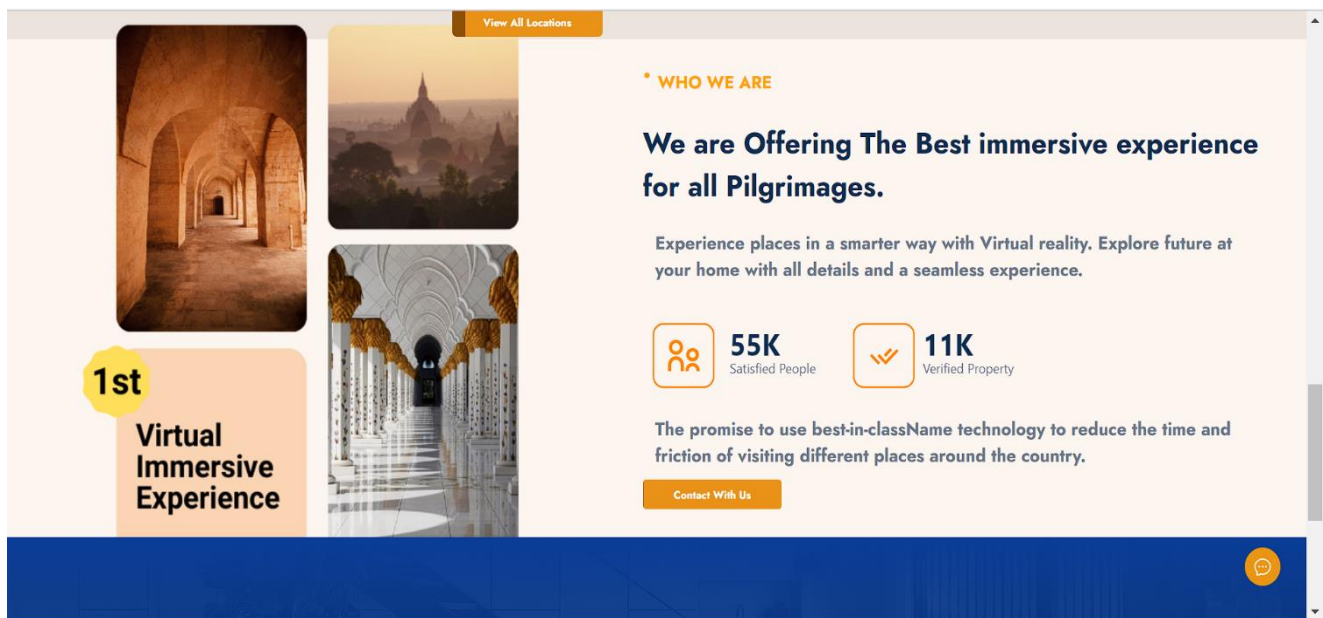 View All Locations
WHO WE ARE
We are Offering The Best immersive experience
for all Pilgrimages.
Experience places in a smarter way with Virtual reality. Explore future at
your home with all details and a seamless experience.
55K
Satisfied People
11K
Verified Property
The promise to use best-in-className technology to reduce the time and
friction of visiting different places around the country.
Contact With Us
1st
Virtual
Immersive
Experience